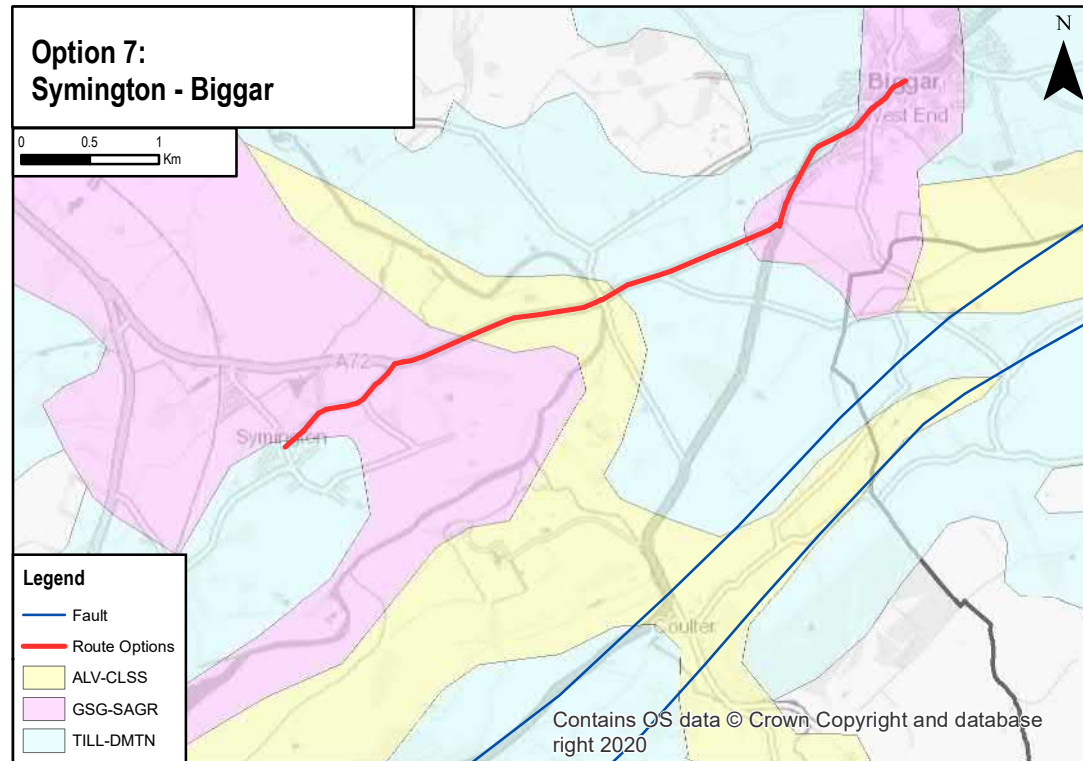 Option 7:
Symington - Biggar
N
0 0.5 1
Km
Biggar
West End
A72
Symington
Coulter
Legend
Fault
Route Options
ALV-CLSS
GSG-SAGR
TILL-DMTN
Contains OS data © Crown Copyright and database
right 2020